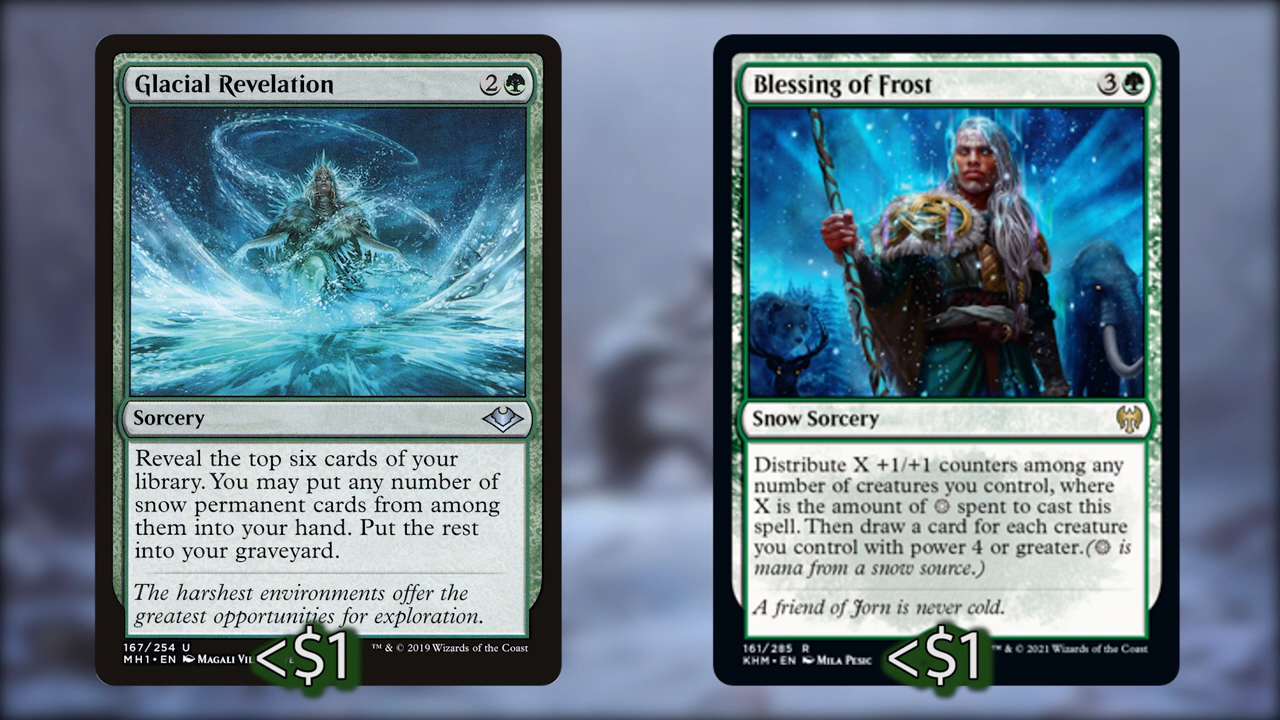 Glacial Revelation 2
Sorcery
Reveal the top six cards of your
library. You may put any number of
snow permanent cards from among
them into your hand. Put the rest
into your graveyard.
The harshest environments offer the
greatest opportunities for exploration.
167/254 U
MH1 • EN MAGALI
™ & © 2019 Wizards of the Coast
<$1
Blessing of Frost 3
Snow Sorcery
Distribute X +1/+1 counters among any
number of creatures you control, where
X is the amount of spent to cast this
spell. Then draw a card for each creature
you control with power 4 or greater. ( is
mana from a snow source.)
A friend of Jorn is never cold.
161/285 R
KHM • EN MILA PESIC
™ & © 2021 Wizards of the Coast
<$1